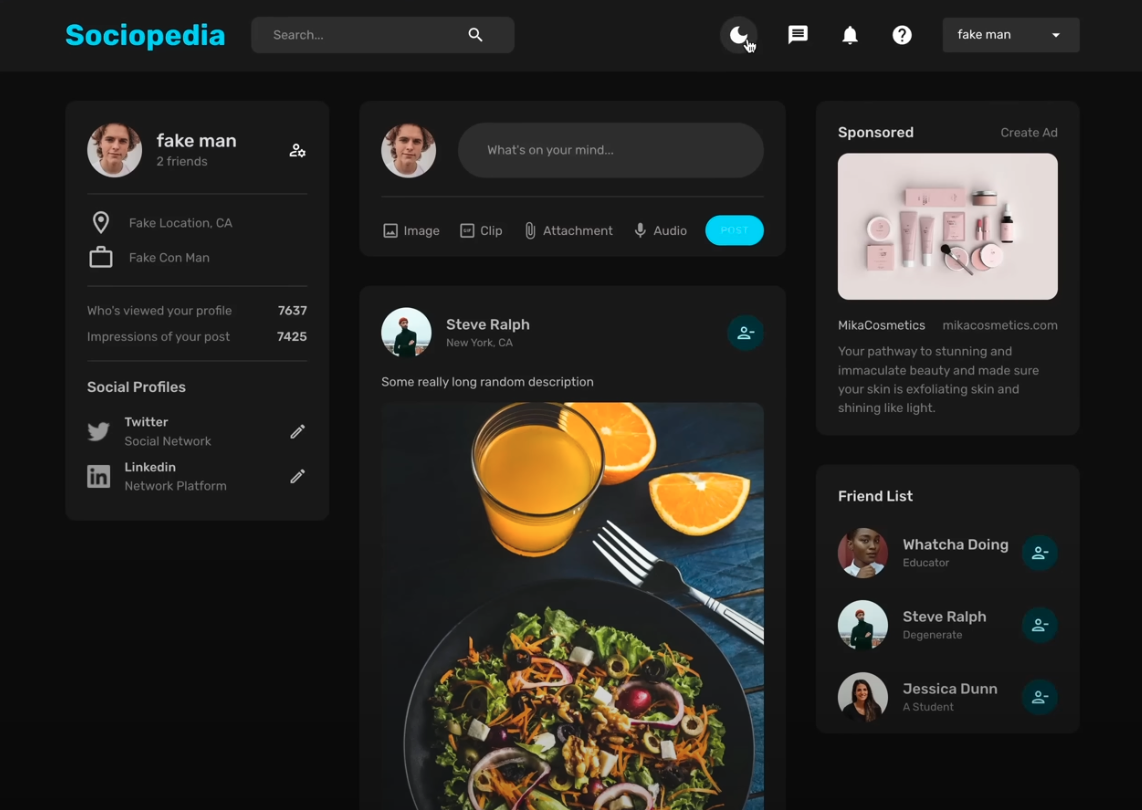 Sociopedia
Search...
fake man
fake man
2 friends
Fake Location, CA
Fake Con Man
Who's viewed your profile 7637
Impressions of your post 7425
Social Profiles
Twitter
Social Network
Linkedin
Network Platform
What's on your mind...
Image GIF Clip Attachment Audio POST
Steve Ralph
New York, CA
Some really long random description
Sponsored Create Ad
MikaCosmetics mikacosmetics.com
Your pathway to stunning and
immaculate beauty and made sure
your skin is exfoliating skin and
shining like light.
Friend List
Whatcha Doing
Educator
Steve Ralph
Degenerate
Jessica Dunn
A Student